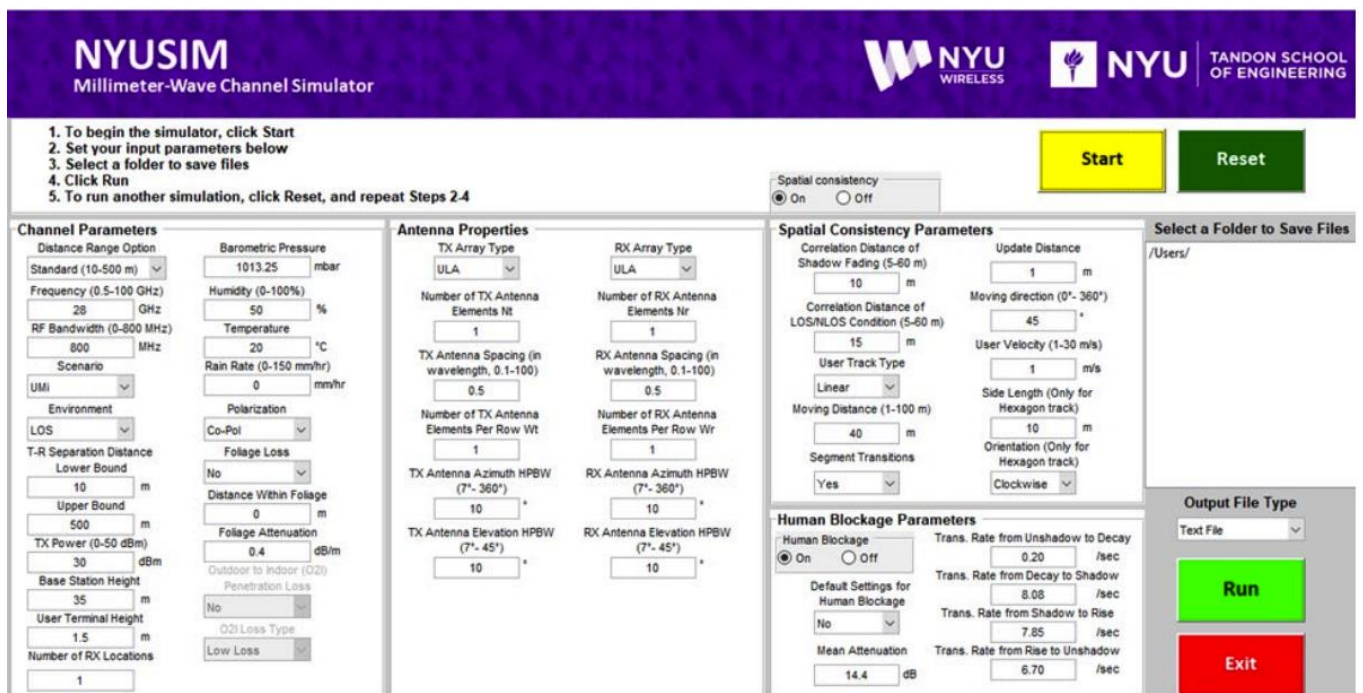 NYUSIM
Millimeter-Wave Channel Simulator
NYU
WIRELESS
NYU
TANDON SCHOOL
OF ENGINEERING
1. To begin the simulator, click Start
2. Set your input parameters below
3. Select a folder to save files
4. Click Run
5. To run another simulation, click Reset, and repeat Steps 2-4
Spatial consistency
On Off
Start
Reset
Channel Parameters
Distance Range Option
Standard (10-500 m)
Frequency (0.5-100 GHz)
28 GHz
RF Bandwidth (0-800 MHz)
800 MHz
Scenario
UMi
Environment
LOS
T-R Separation Distance
Lower Bound
10 m
Upper Bound
500 m
TX Power (0-50 dBm)
30 dBm
Base Station Height
35 m
User Terminal Height
1.5 m
Number of RX Locations
1
Barometric Pressure
1013.25 mbar
Humidity (0-100%)
50 %
Temperature
20 °C
Rain Rate (0-150 mm/hr)
0 mm/hr
Polarization
Co-Pol
Foliage Loss
No
Distance Within Foliage
0 m
Foliage Attenuation
0.4 dB/m
Outdoor to Indoor (O2I)
Penetration Loss
No
O2I Loss Type
Low Loss
Antenna Properties
TX Array Type
ULA
Number of TX Antenna
Elements Nt
1
TX Antenna Spacing (in
wavelength, 0.1-100)
0.5
Number of TX Antenna
Elements Per Row Wt
1
TX Antenna Azimuth HPBW
(7°- 360°)
10 °
TX Antenna Elevation HPBW
(7°- 45°)
10 °
RX Array Type
ULA
Number of RX Antenna
Elements Nr
1
RX Antenna Spacing (in
wavelength, 0.1-100)
0.5
Number of RX Antenna
Elements Per Row Wr
1
RX Antenna Azimuth HPBW
(7°- 360°)
10 °
RX Antenna Elevation HPBW
(7°- 45°)
10 °
Spatial Consistency Parameters
Correlation Distance of
Shadow Fading (5-60 m)
10 m
Correlation Distance of
LOS/NLOS Condition (5-60 m)
15 m
User Track Type
Linear
Moving Distance (1-100 m)
40 m
Segment Transitions
Yes
Update Distance
1 m
Moving direction (0°- 360°)
45 °
User Velocity (1-30 m/s)
1 m/s
Side Length (Only for
Hexagon track)
10 m
Orientation (Only for
Hexagon track)
Clockwise
Human Blockage Parameters
Human Blockage
On Off
Default Settings for
Human Blockage
No
Mean Attenuation
14.4 dB
Trans. Rate from Unshadow to Decay
0.20 /sec
Trans. Rate from Decay to Shadow
8.08 /sec
Trans. Rate from Shadow to Rise
7.85 /sec
Trans. Rate from Rise to Unshadow
6.70 /sec
Select a Folder to Save Files
/Users/
Output File Type
Text File
Run
Exit